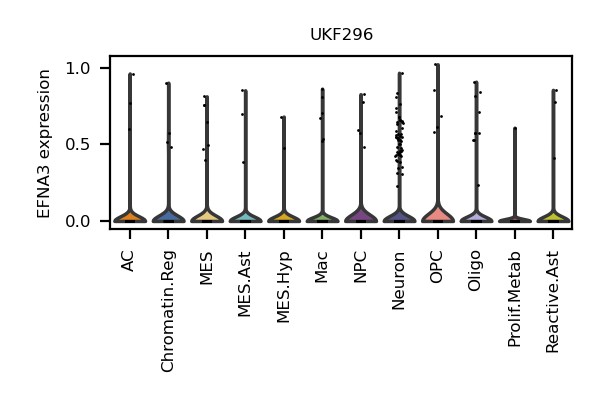 UKF296
EFNA3 expression
1.0
0.5
0.0
AC
Chromatin.Reg
MES
MES.Ast
MES.Hyp
Mac
NPC
Neuron
OPC
Oligo
Prolif.Metab
Reactive.Ast